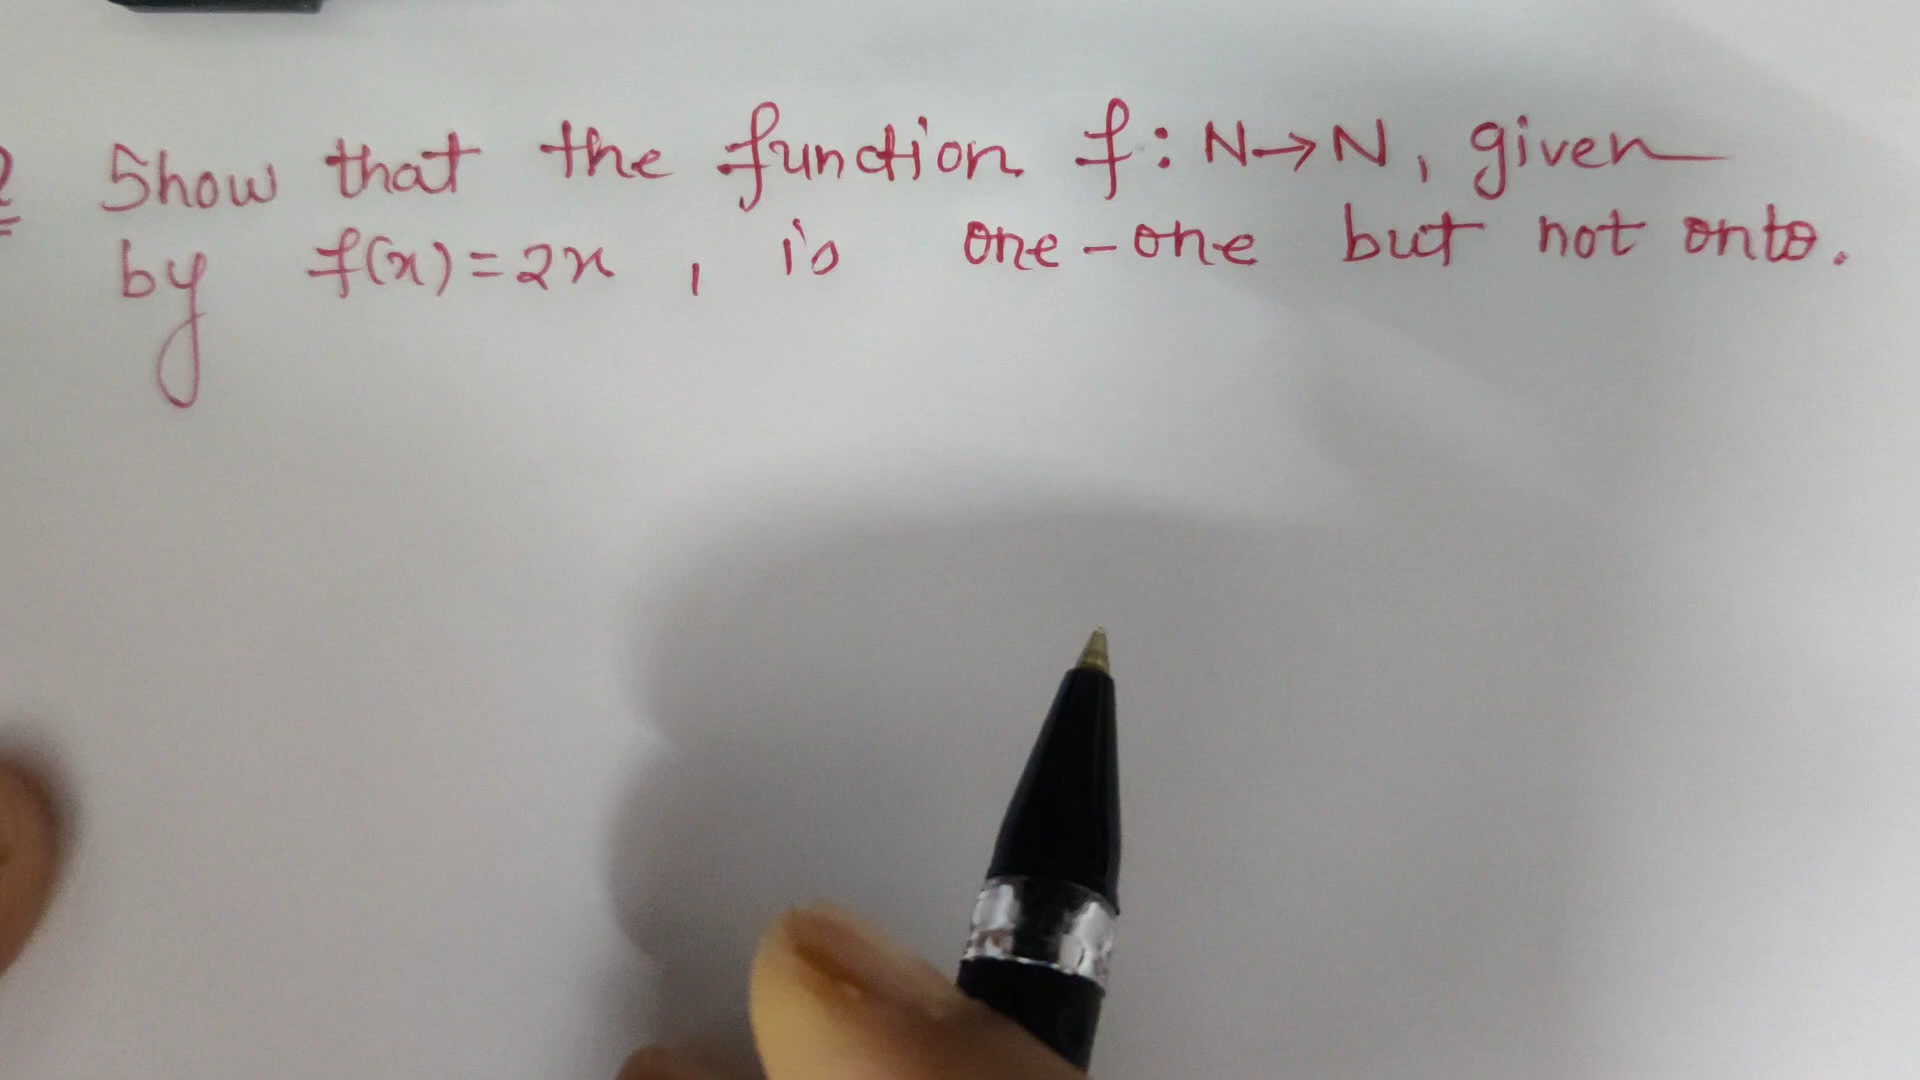 Show that the function f: N→N, given
by f(x) = 2x, is one-one but not onto.